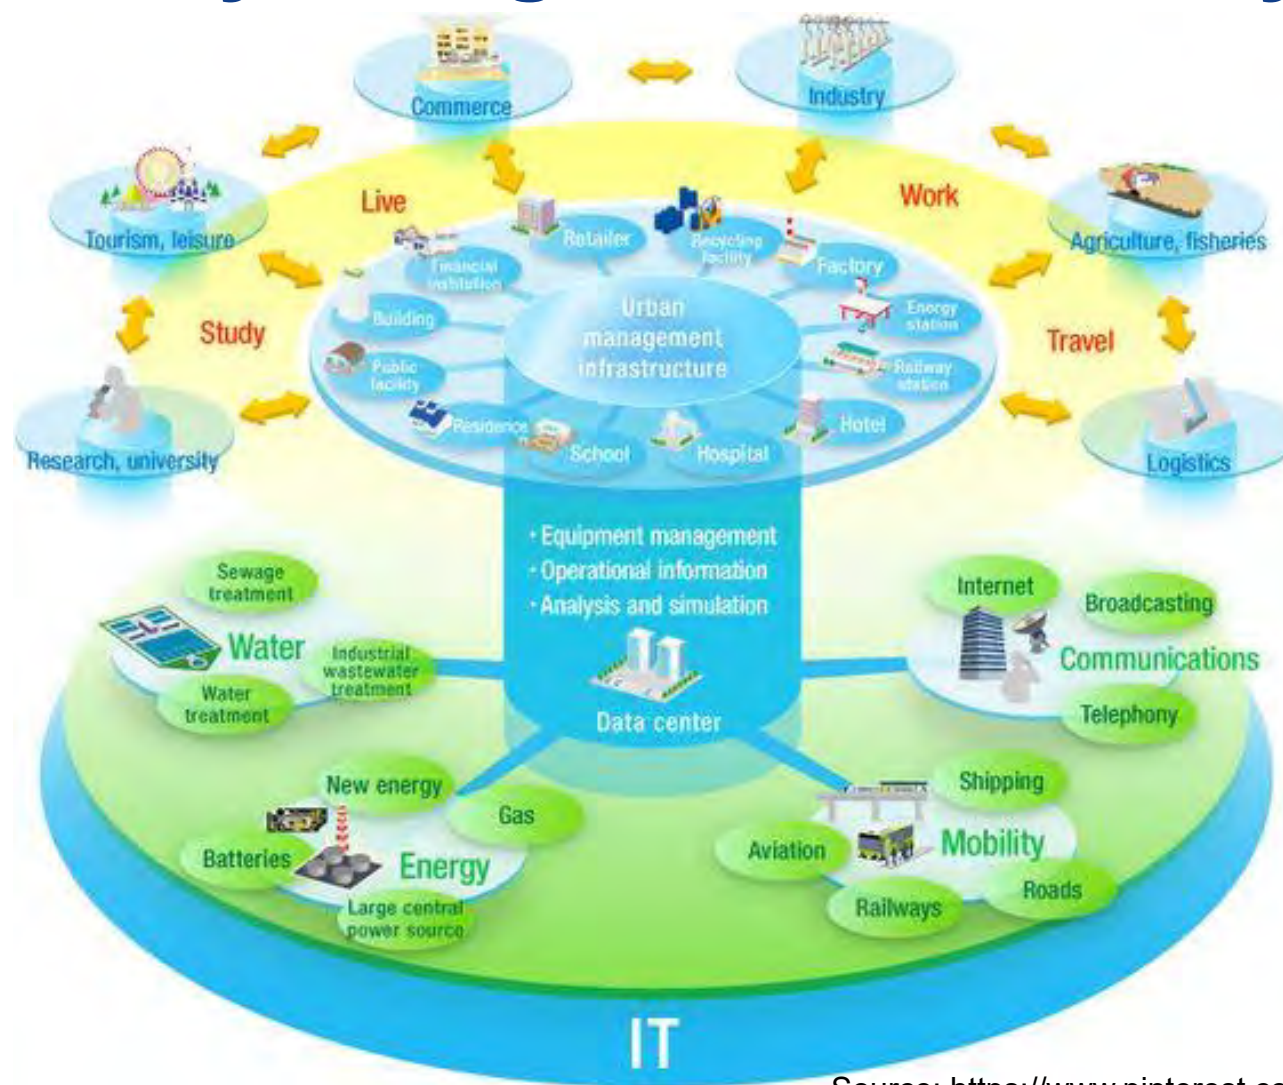 Commerce
Industry
Tourism, leisure
Live
Work
Agriculture, fisheries
Retailer
Recycling
facility
Financial
institution
Factory
Building
Urban
management
infrastructure
Energy
station
Study
Travel
Public
facility
Railway
station
Residence
School
Hospital
Hotel
Research, university
Logistics
• Equipment management
• Operational information
• Analysis and simulation
Data center
Sewage
treatment
Water
Industrial
wastewater
treatment
Water
treatment
Internet
Broadcasting
Communications
Telephony
New energy
Gas
Batteries
Energy
Large central
power source
Shipping
Aviation
Mobility
Railways
Roads
IT